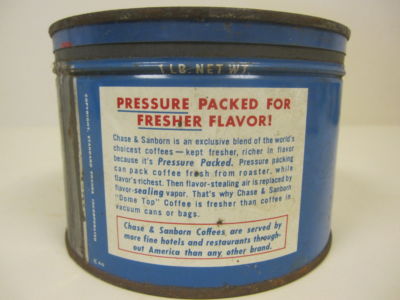 1 LB. NET WT.
PRESSURE PACKED FOR
FRESHER FLAVOR!
Chase & Sanborn is an exclusive blend of the world's
choicest coffees—kept fresher, richer in flavor
because it's Pressure Packed. Pressure packing
can pack coffee fresh from roaster, while
flavor's richest. Then flavor-stealing air is replaced by
flavor-sealing vapor. That's why Chase & Sanborn
"Dome Top" Coffee is fresher than coffee in
vacuum cans or bags.
Chase & Sanborn Coffees are served by
more fine hotels and restaurants through-
out America than any other brand.
COPYRIGHT, STANDARD BRANDS INCORPORATED